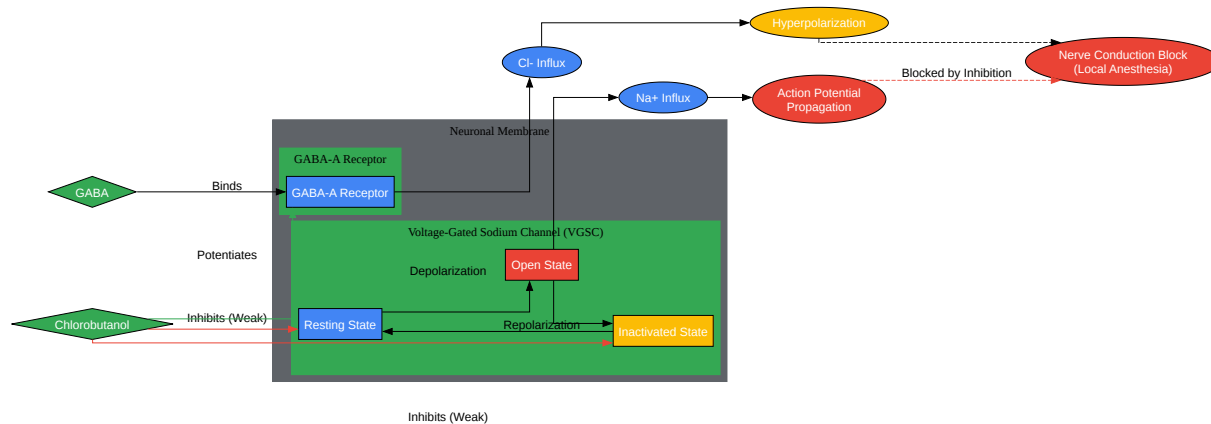 Hyperpolarization
Nerve Conduction Block
(Local Anesthesia)
Cl- Influx
Blocked by Inhibition
Na+ Influx
Action Potential
Propagation
Neuronal Membrane
GABA-A Receptor
GABA
Binds
GABA-A Receptor
Voltage-Gated Sodium Channel (VGSC)
Potentiates
Open State
Depolarization
Chlorobutanol
Inhibits (Weak)
Resting State
Repolarization
Inactivated State
Inhibits (Weak)